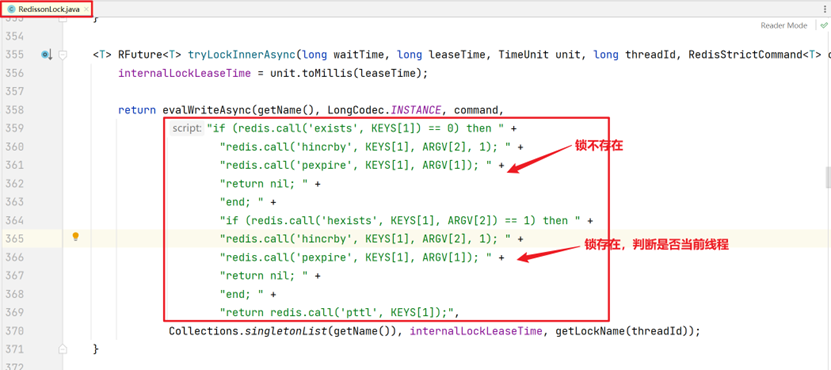 RedissonLock.java
353
}
Reader Mode
354
355 <T> RFuture<T> tryLockInnerAsync(long waitTime, long leaseTime, TimeUnit unit, long threadId, RedisStrictCommand<T> c
356 internalLockLeaseTime = unit.toMillis(leaseTime);
357
358 return evalWriteAsync(getName(), LongCodec.INSTANCE, command,
359 script: "if (redis.call('exists', KEYS[1]) == 0) then " +
360 "redis.call('hincrby', KEYS[1], ARGV[2], 1); " + 锁不存在
361 "redis.call('pexpire', KEYS[1], ARGV[1]); " +
362 "return nil; " +
363 "end; " +
364 "if (redis.call('hexists', KEYS[1], ARGV[2]) == 1) then " +
365 "redis.call('hincrby', KEYS[1], ARGV[2], 1); " + 锁存在，判断是否当前线程
366 "redis.call('pexpire', KEYS[1], ARGV[1]); " +
367 "return nil; " +
368 "end; " +
369 "return redis.call('pttl', KEYS[1]);",
370 Collections.singletonList(getName()), internalLockLeaseTime, getLockName(threadId));
371 }
372